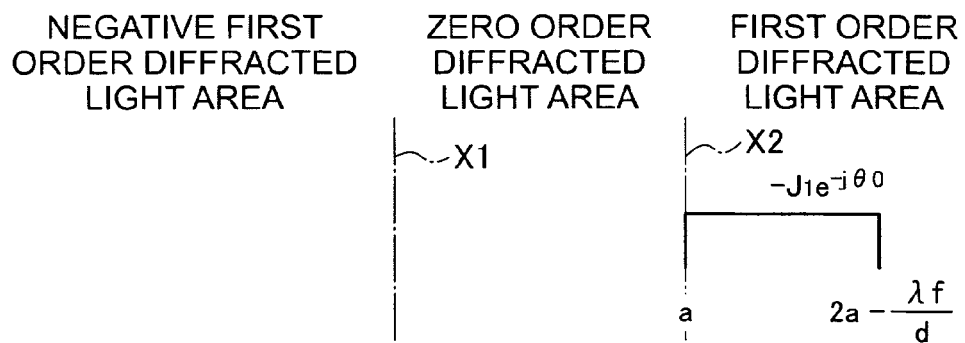 NEGATIVE FIRST ORDER DIFFRACTED LIGHT AREA
ZERO ORDER DIFFRACTED LIGHT AREA
FIRST ORDER DIFFRACTED LIGHT AREA
X1
X2
-J1e-jθ0
a
2a - λf/d